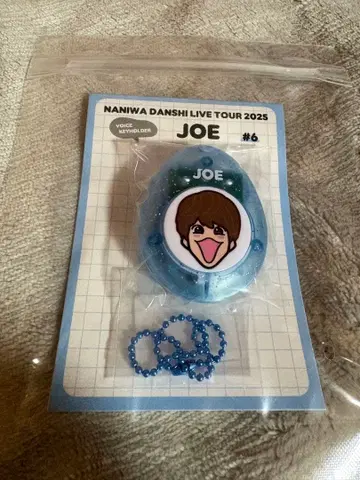 NANIWA DANSHI LIVE TOUR 2025
VOICE
KEYHOLDER
JOE
#6
JOE